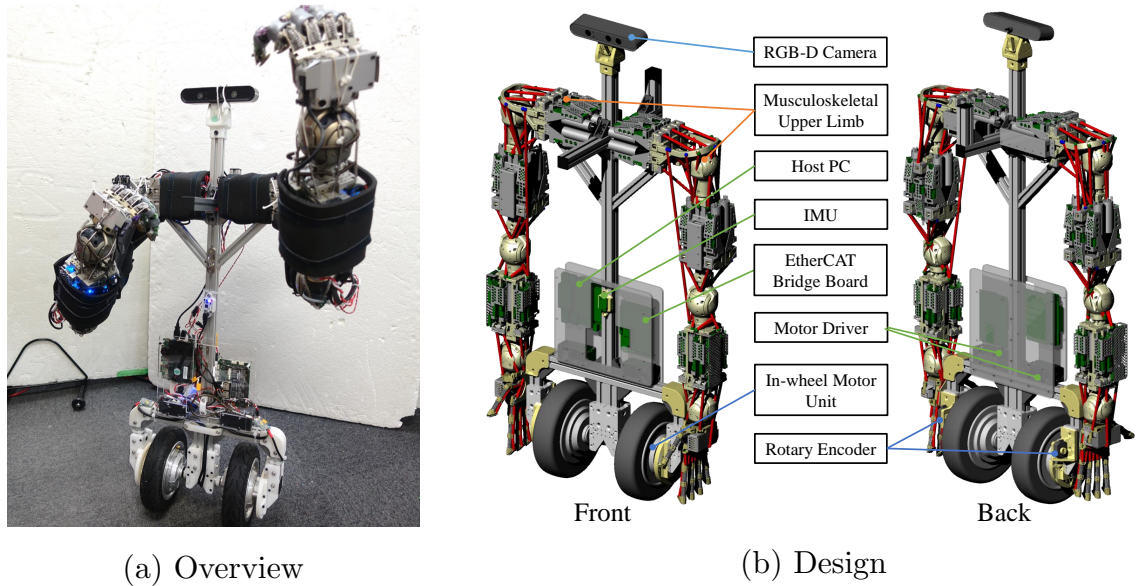 RGB-D Camera
Musculoskeletal
Upper Limb
Host PC
IMU
EtherCAT
Bridge Board
Motor Driver
In-wheel Motor
Unit
Rotary Encoder
Front
Back
(a) Overview
(b) Design